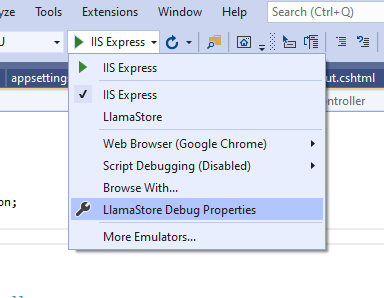 yze Tools Extensions Window Help Search (Ctrl+Q)
IIS Express
appsetting ut.cshtml
IIS Express
ontroller
IIS Express
LlamaStore
Web Browser (Google Chrome)
Script Debugging (Disabled)
Browse With...
on; LlamaStore Debug Properties
More Emulators...